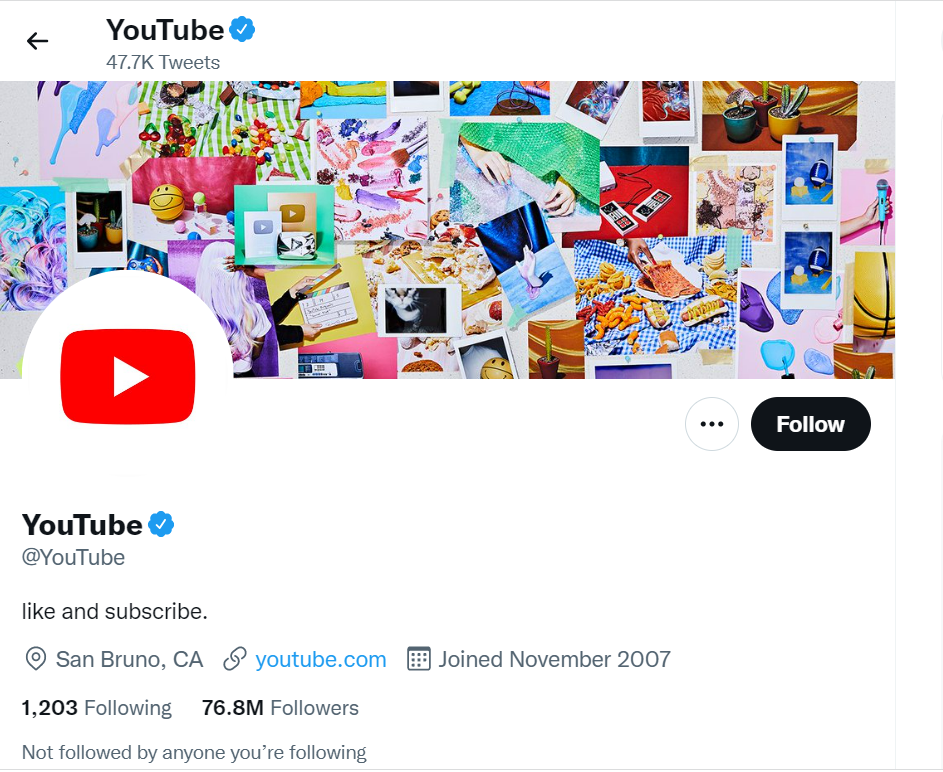 YouTube
47.7K Tweets
Follow
YouTube
@YouTube
like and subscribe.
San Bruno, CA youtube.com Joined November 2007
1,203 Following 76.8M Followers
Not followed by anyone you’re following